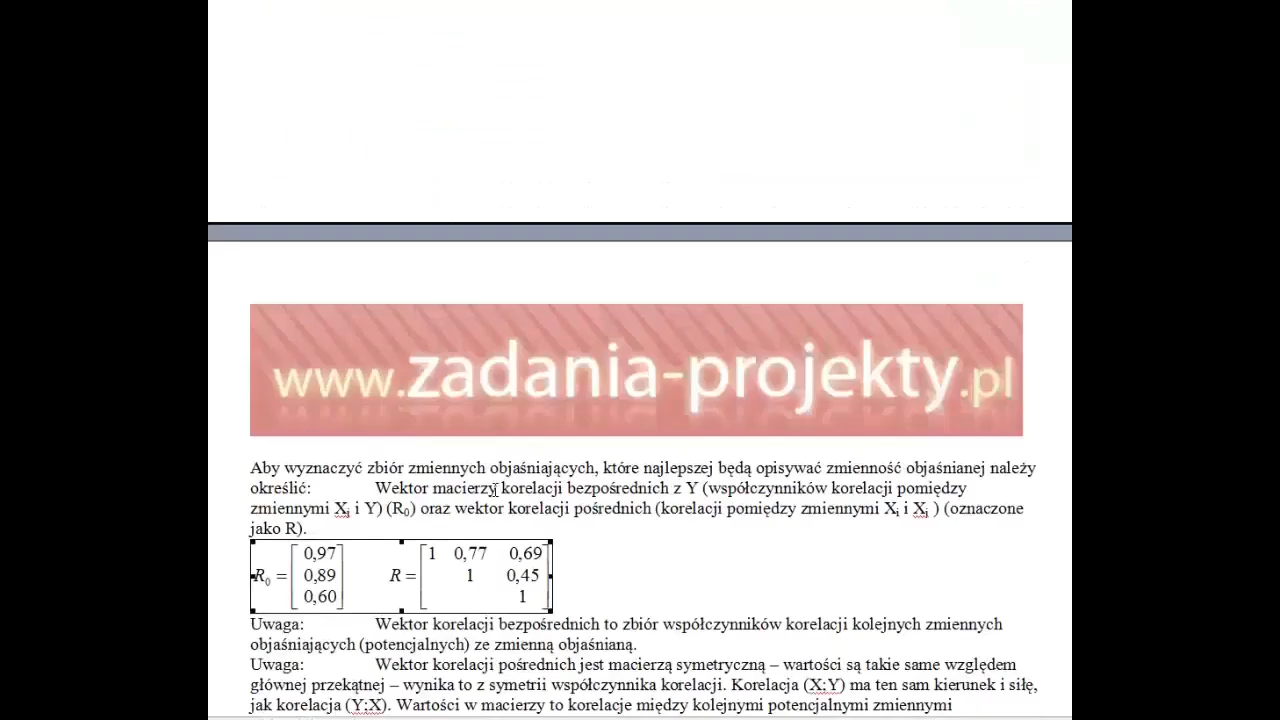 www.zadania-projekty.pl
Aby wyznaczyć zbiór zmiennych objaśniających, które najlepszej będą opisywać zmienność objaśnianej należy
określić: Wektor macierzy korelacji bezpośrednich z Y (współczynników korelacji pomiędzy
zmiennymi Xi i Y) (R0) oraz wektor korelacji pośrednich (korelacji pomiędzy zmiennymi Xi i Xj ) (oznaczone
jako R).
R0 = [0,97 0,89 0,60] R = [1 0,77 0,69 1 0,45 1]
Uwaga: Wektor korelacji bezpośrednich to zbiór współczynników korelacji kolejnych zmiennych
objaśniających (potencjalnych) ze zmienną objaśnianą.
Uwaga: Wektor korelacji pośrednich jest macierzą symetryczną – wartości są takie same względem
głównej przekątnej – wynika to z symetrii współczynnika korelacji. Korelacja (X;Y) ma ten sam kierunek i siłę,
jak korelacja (Y;X). Wartości w macierzy to korelacje między kolejnymi potencjalnymi zmiennymi